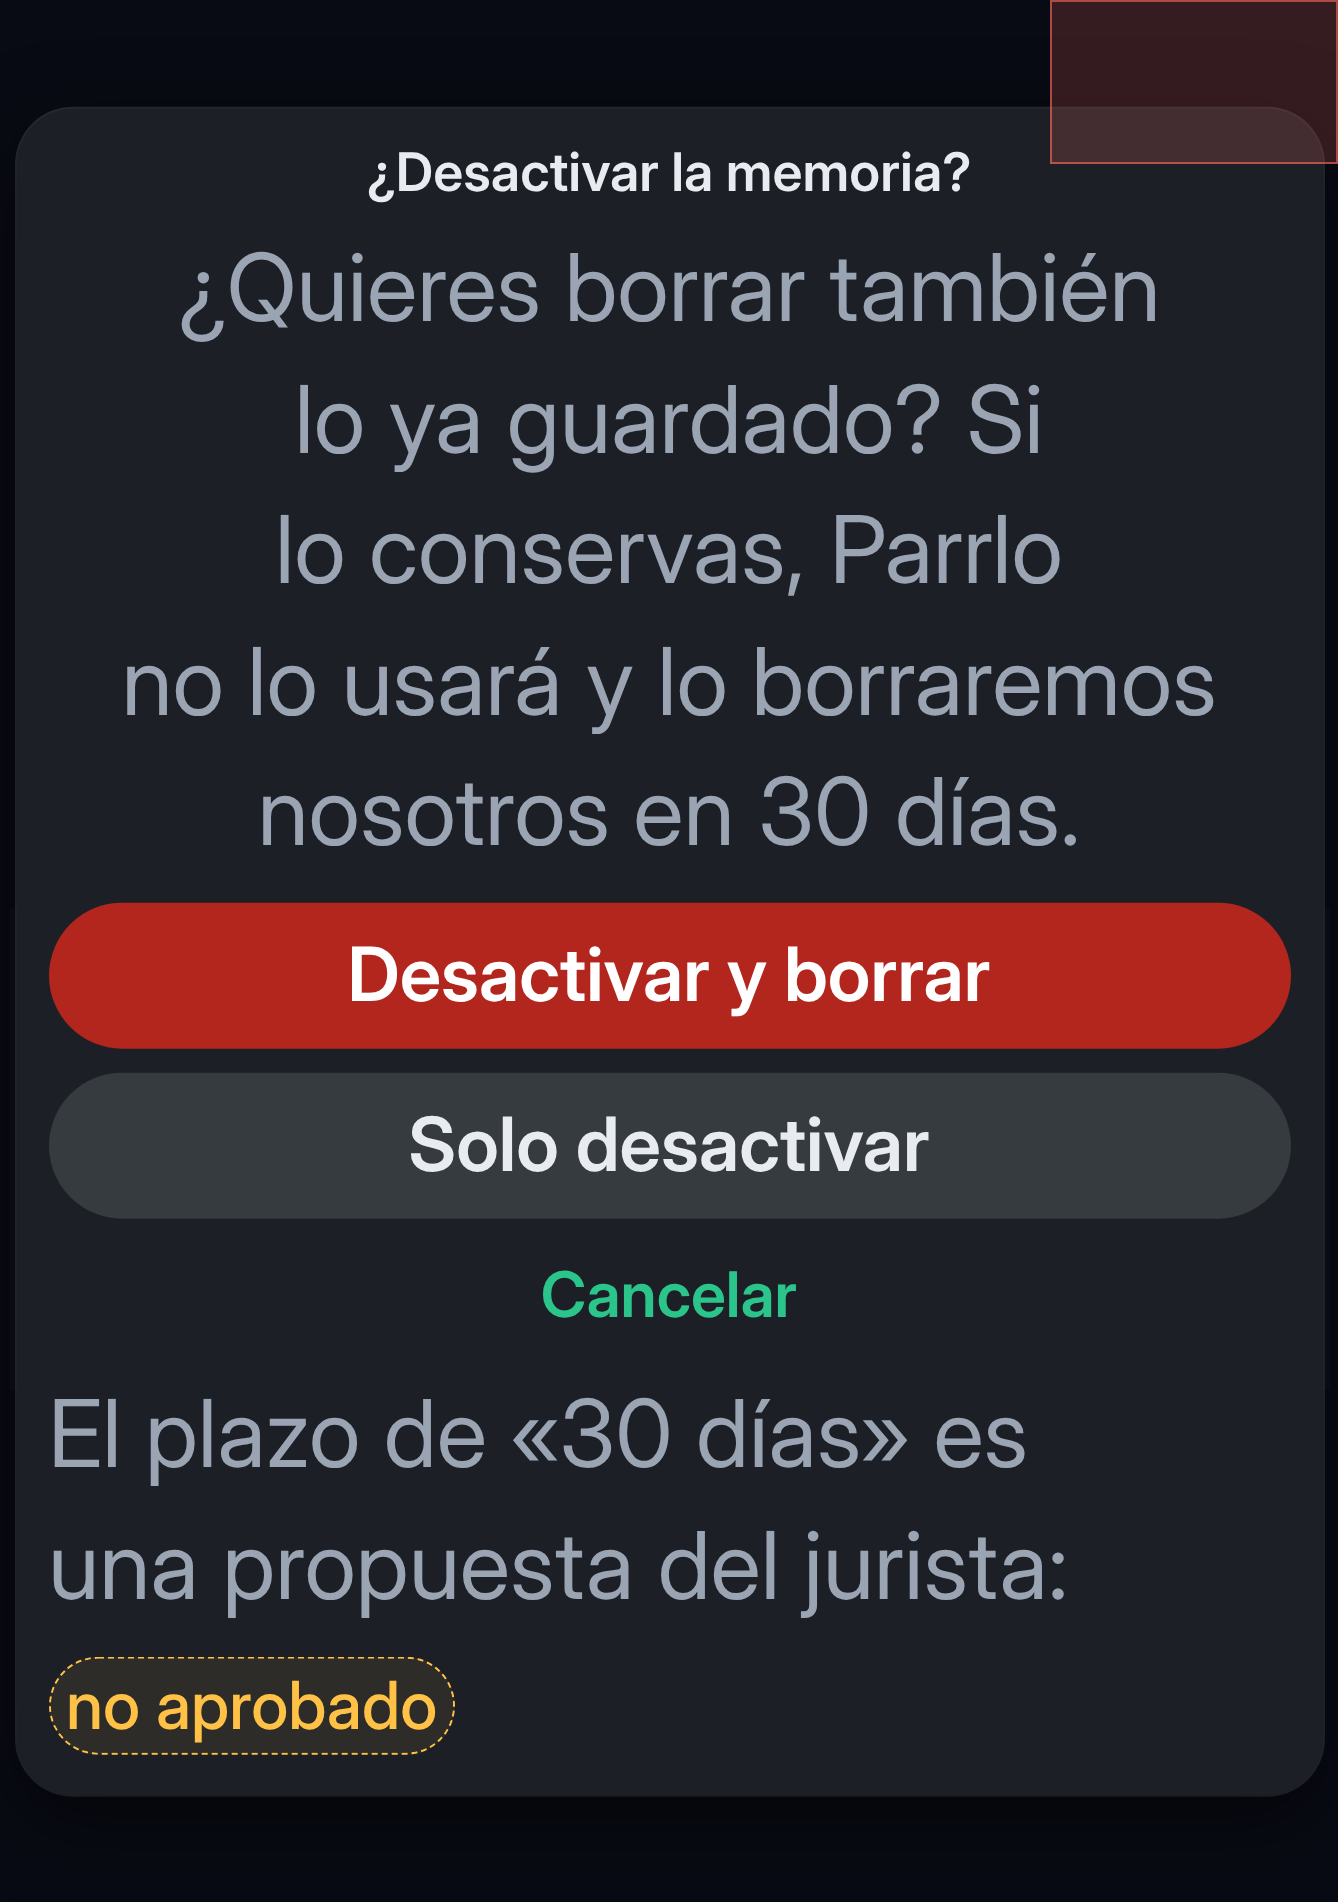 ¿Desactivar la memoria?
¿Quieres borrar también
lo ya guardado? Si
lo conservas, Parrlo
no lo usará y lo borraremos
nosotros en 30 días.
Desactivar y borrar
Solo desactivar
Cancelar
El plazo de «30 días» es
una propuesta del jurista:
no aprobado